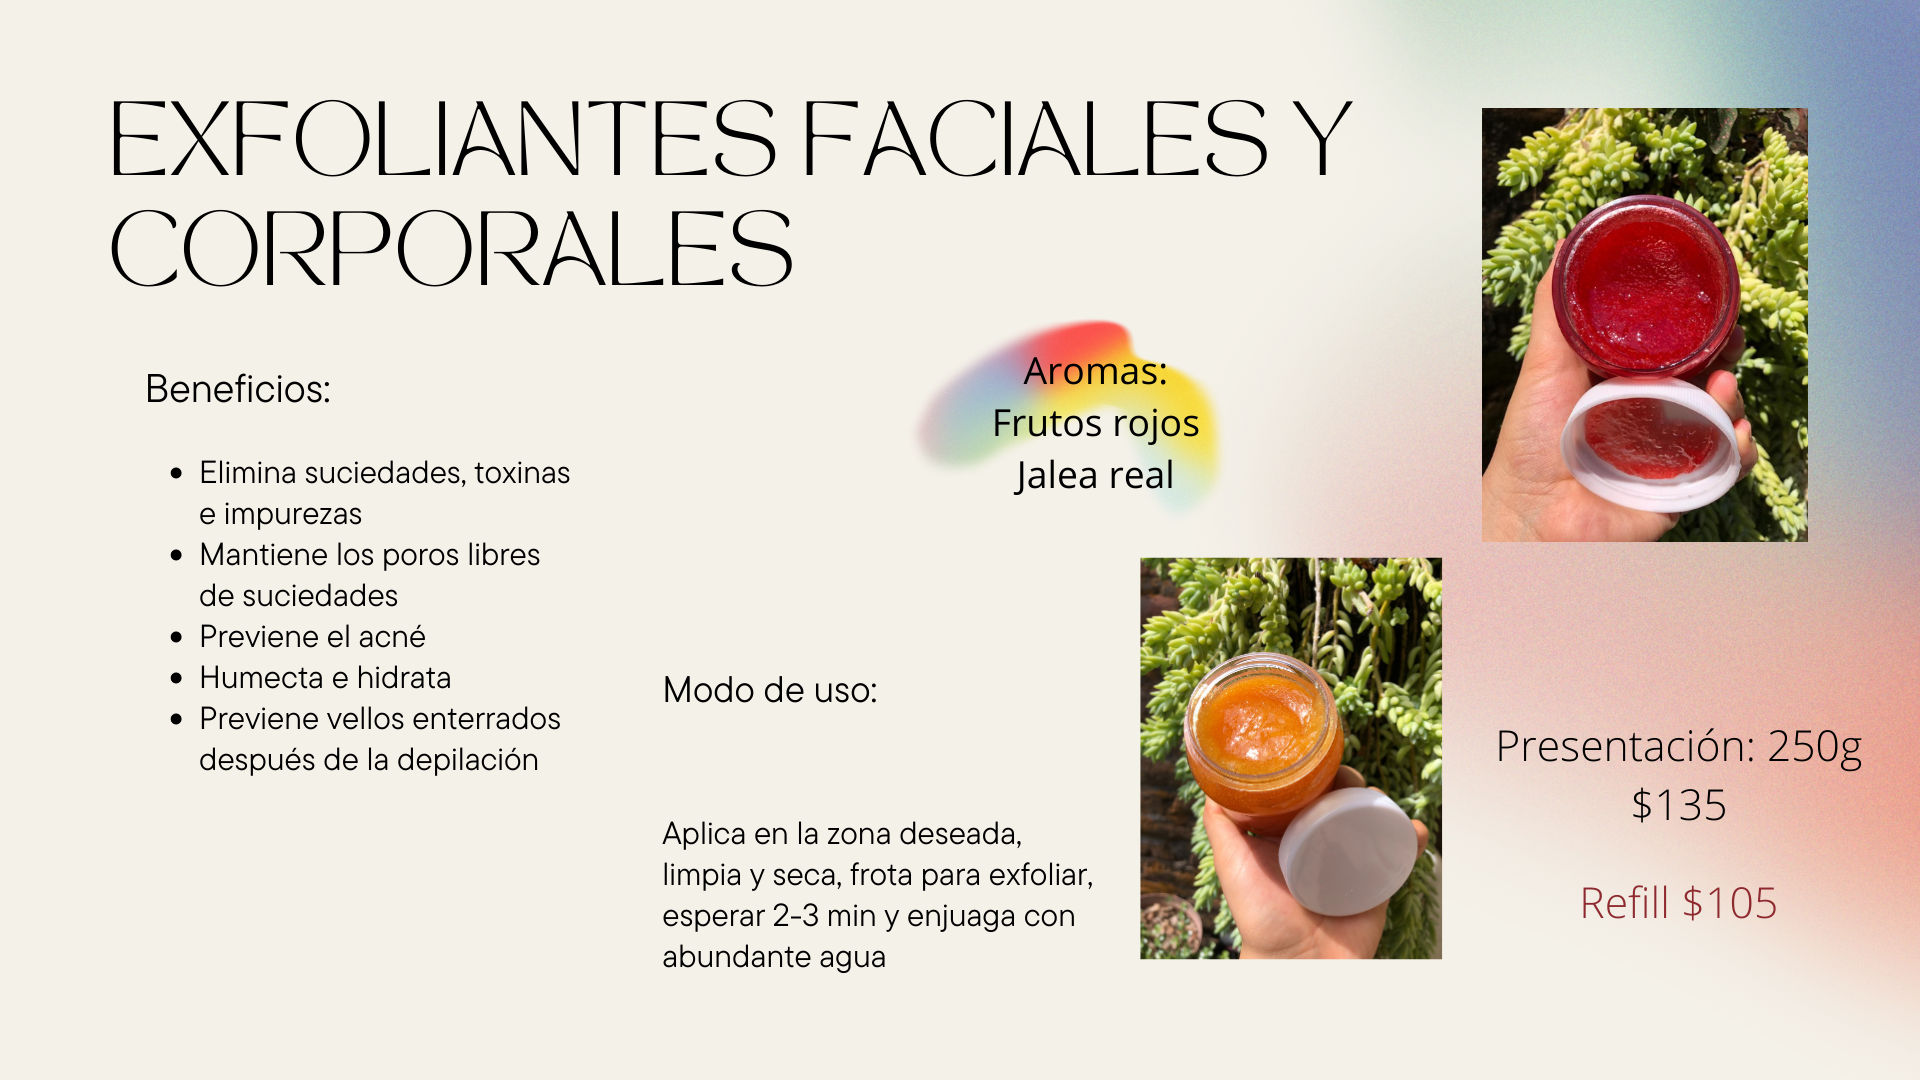 EXFOLIANTES FACIALES Y
CORPORALES
Beneficios:
• Elimina suciedades, toxinas
e impurezas
• Mantiene los poros libres
de suciedades
• Previene el acné
• Humecta e hidrata
• Previene vellos enterrados
después de la depilación
Aromas:
Frutos rojos
Jalea real
Modo de uso:
Aplica en la zona deseada,
limpia y seca, frota para exfoliar,
esperar 2-3 min y enjuaga con
abundante agua
Presentación: 250g
$135
Refill $105